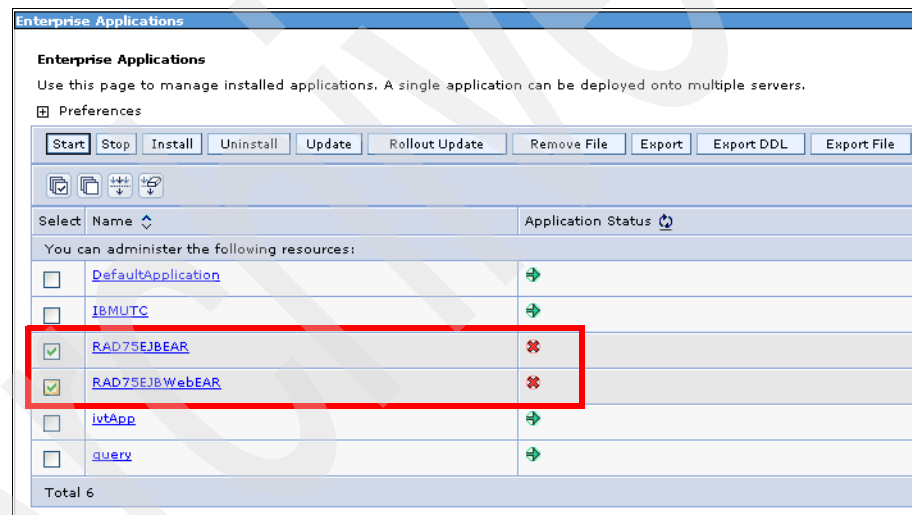 Enterprise Applications
Enterprise Applications
Use this page to manage installed applications. A single application can be deployed onto multiple servers.
Preferences
Start Stop Install Uninstall Update Rollout Update Remove File Export Export DDL Export File
Select Name Application Status
You can administer the following resources:
DefaultApplication
IBMUTC
RAD75EJBEAR
RAD75EJBWebEAR
ivtApp
query
Total 6